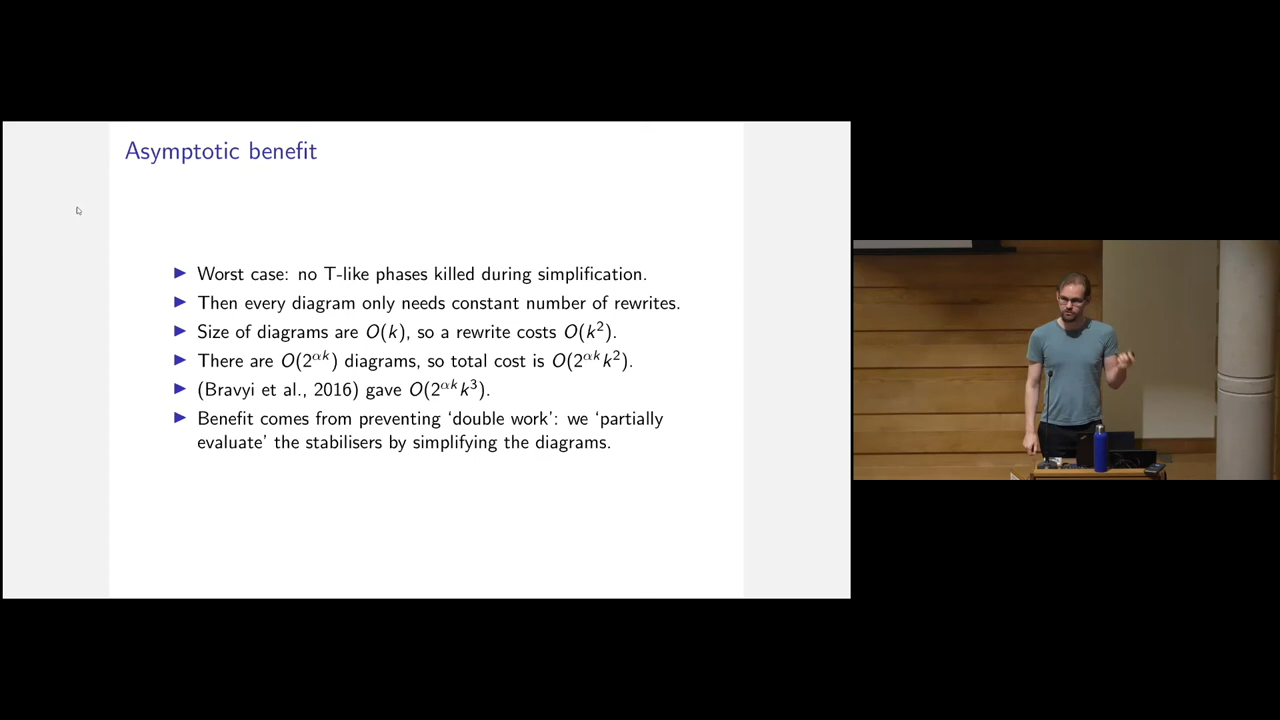 Asymptotic benefit
▶ Worst case: no T-like phases killed during simplification.
▶ Then every diagram only needs constant number of rewrites.
▶ Size of diagrams are O(k), so a rewrite costs O(k²).
▶ There are O(2^{αk}) diagrams, so total cost is O(2^{αk}k²).
▶ (Bravyi et al., 2016) gave O(2^{αk}k³).
▶ Benefit comes from preventing ‘double work’: we ‘partially
evaluate’ the stabilisers by simplifying the diagrams.